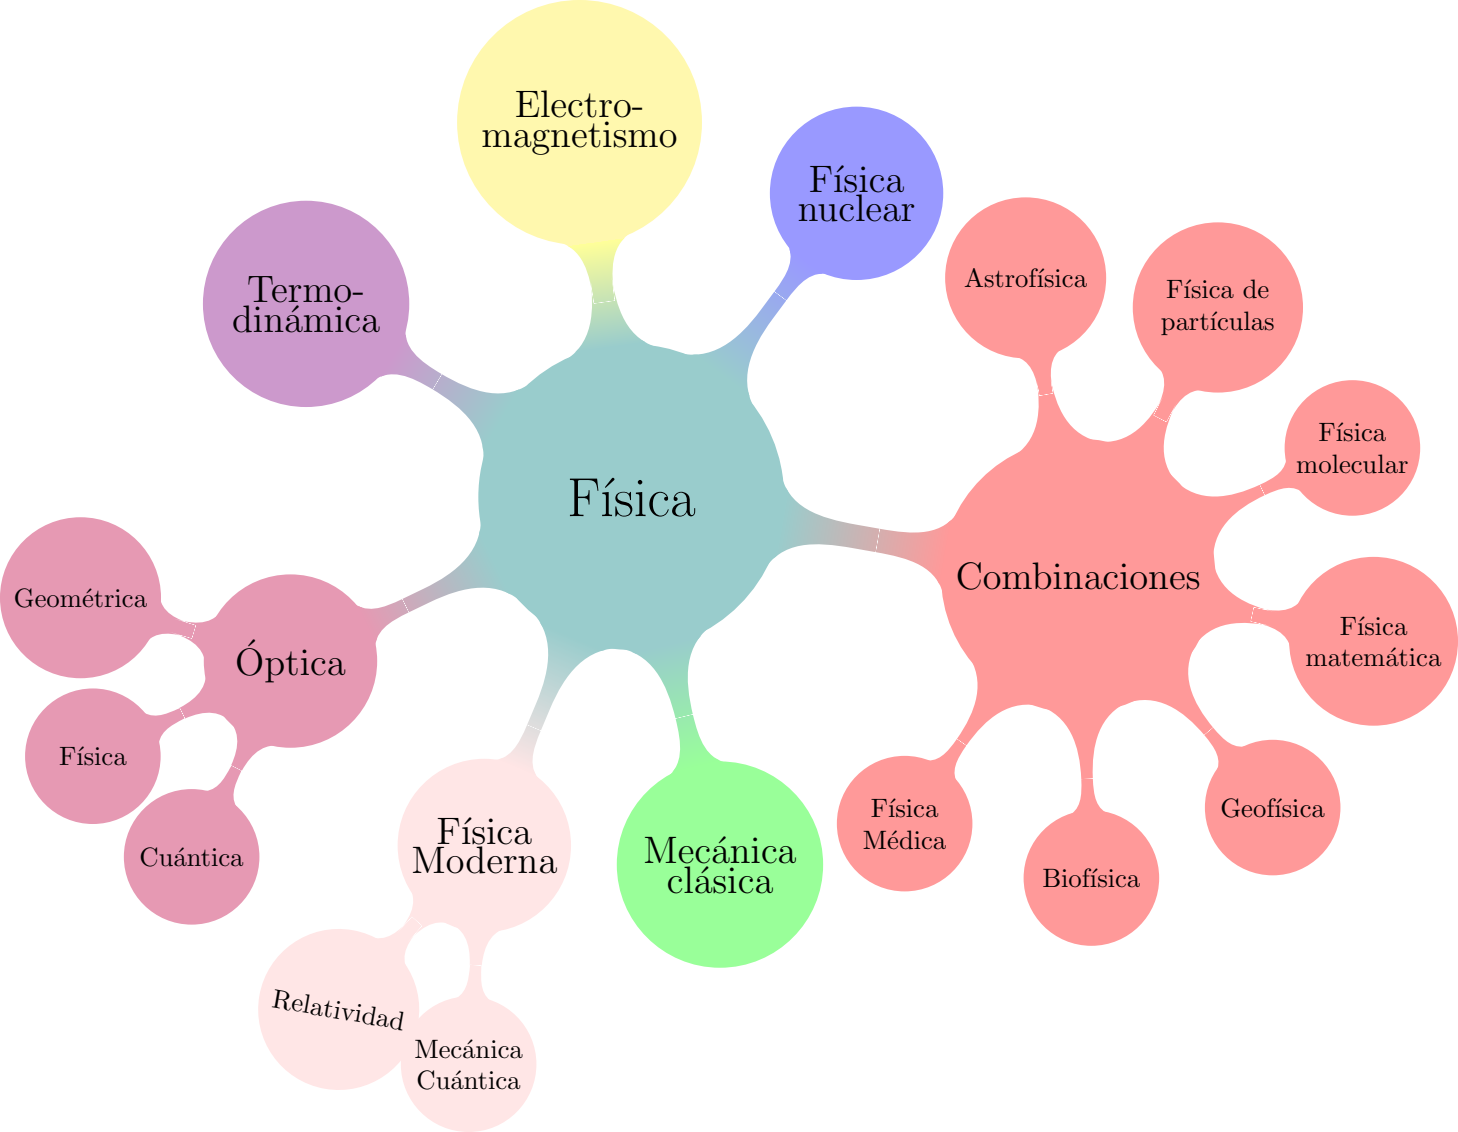 Electro-
magnetismo
Física
nuclear
Termo-
dinámica
Astrofísica
Física de
partículas
Física
molecular
Física
Combinaciones
Geométrica
Óptica
Física
matemática
Física
Cuántica
Física
Moderna
Mecánica
clásica
Física
Médica
Biofísica
Geofísica
Relatividad
Mecánica
Cuántica